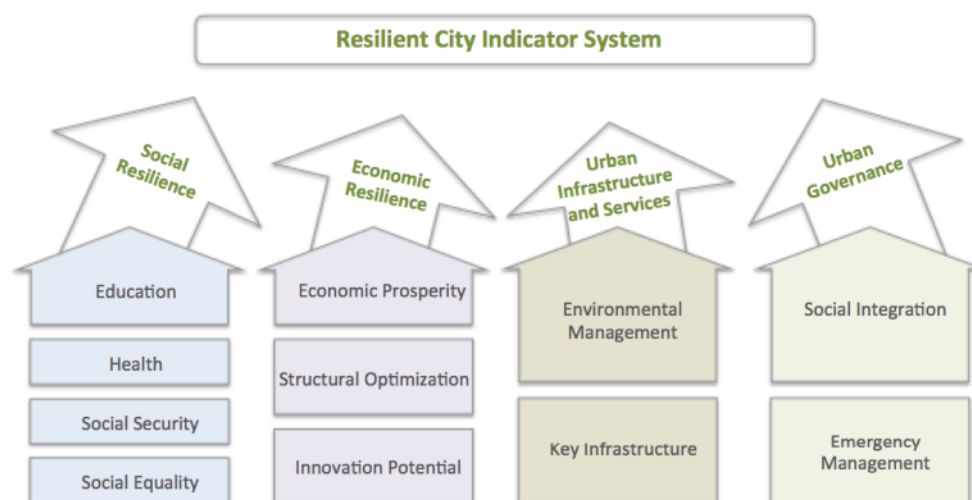 Resilient City Indicator System
Social
Resilience
Economic
Resilience
Urban
Infrastructure
and Services
Urban
Governance
Education
Health
Social Security
Social Equality
Economic Prosperity
Structural Optimization
Innovation Potential
Environmental
Management
Key Infrastructure
Social Integration
Emergency
Management